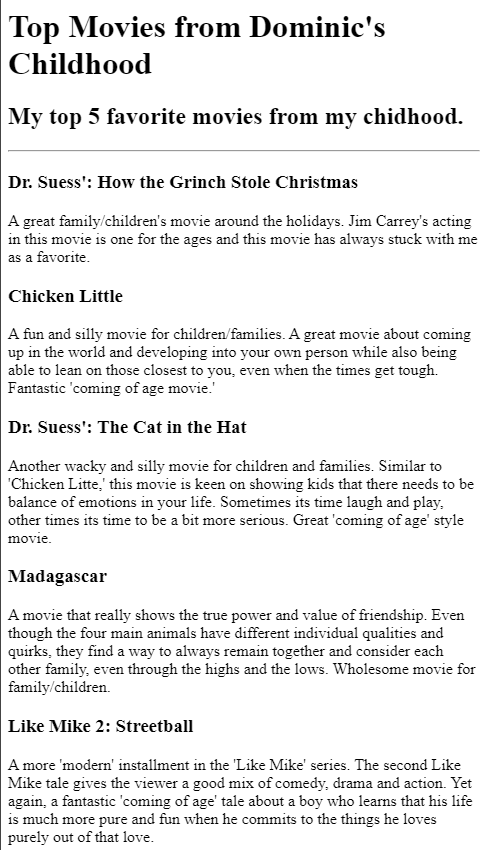 Top Movies from Dominic's
Childhood
My top 5 favorite movies from my chidhood.
Dr. Suess': How the Grinch Stole Christmas
A great family/children's movie around the holidays. Jim Carrey's acting
in this movie is one for the ages and this movie has always stuck with me
as a favorite.
Chicken Little
A fun and silly movie for children/families. A great movie about coming
up in the world and developing into your own person while also being
able to lean on those closest to you, even when the times get tough.
Fantastic 'coming of age movie.'
Dr. Suess': The Cat in the Hat
Another wacky and silly movie for children and families. Similar to
'Chicken Litte,' this movie is keen on showing kids that there needs to be
balance of emotions in your life. Sometimes its time laugh and play,
other times its time to be a bit more serious. Great 'coming of age' style
movie.
Madagascar
A movie that really shows the true power and value of friendship. Even
though the four main animals have different individual qualities and
quirks, they find a way to always remain together and consider each
other family, even through the highs and the lows. Wholesome movie for
family/children.
Like Mike 2: Streetball
A more 'modern' installment in the 'Like Mike' series. The second Like
Mike tale gives the viewer a good mix of comedy, drama and action. Yet
again, a fantastic 'coming of age' tale about a boy who learns that his life
is much more pure and fun when he commits to the things he loves
purely out of that love.